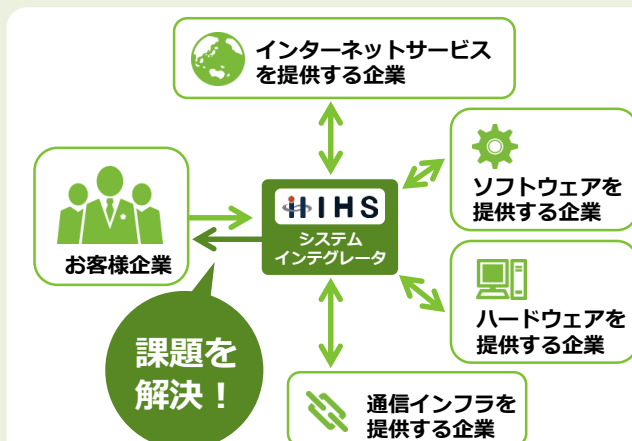 インターネットサービス
を提供する企業
ソフトウェアを
提供する企業
IHS
システム
インテグレータ
お客様企業
ハードウェアを
提供する企業
課題を
解決!
通信インフラを
提供する企業